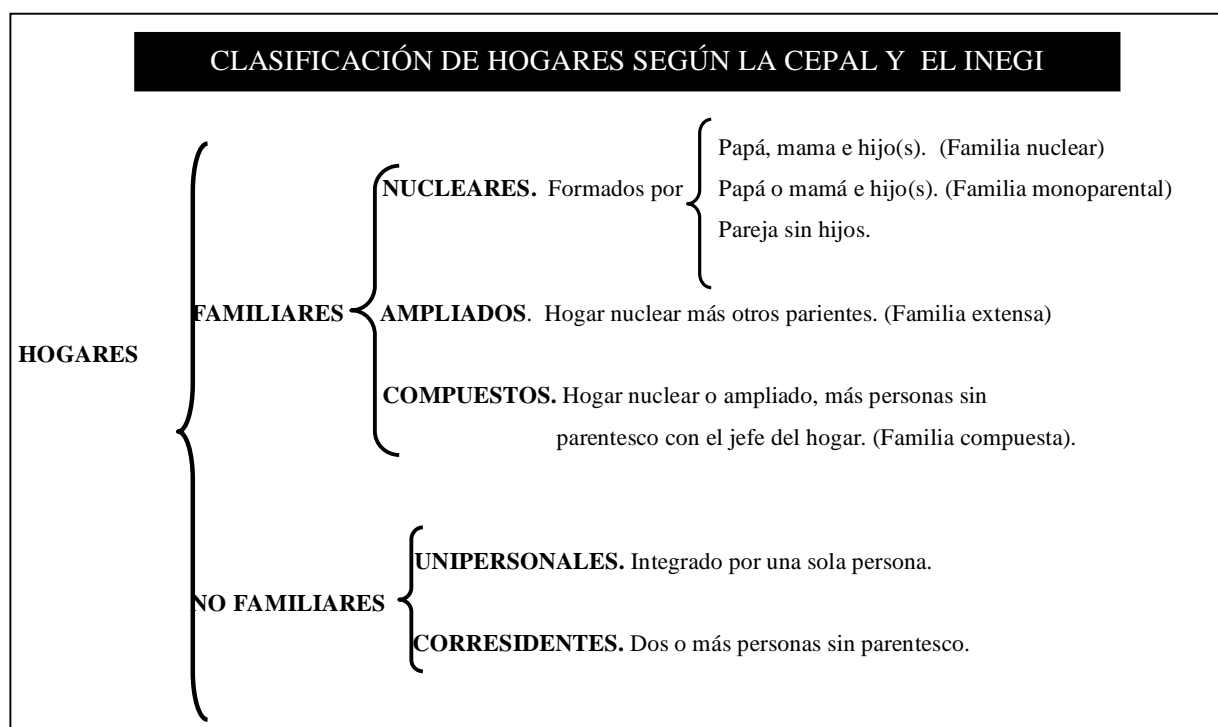 CLASIFICACIÓN DE HOGARES SEGÚN LA CEPAL Y EL INEGI
Papá, mama e hijo(s). (Familia nuclear)
NUCLEARES. Formados por
Papá o mamá e hijo(s). (Familia monoparental)
Pareja sin hijos.
FAMILIARES
AMPLIADOS. Hogar nuclear más otros parientes. (Familia extensa)
HOGARES
COMPUESTOS. Hogar nuclear o ampliado, más personas sin
parentesco con el jefe del hogar. (Familia compuesta).
UNIPERSONALES. Integrado por una sola persona.
NO FAMILIARES
CORRESIDENTES. Dos o más personas sin parentesco.